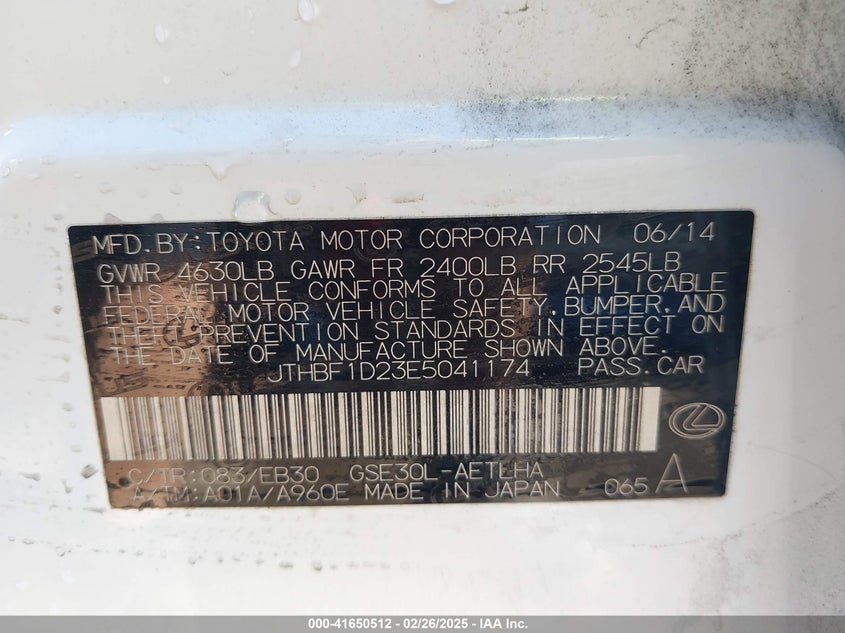 MFD.BY:TOYOTA MOTOR CORPORATION 06/14
GVWR 4630LB GAWR FR 2400LB RR 2545LB
THIS VEHICLE CONFORMS TO ALL APPLICABLE
FEDERAL MOTOR VEHICLE SAFETY,BUMPER,AND
THEFT PREVENTION STANDARDS IN EFFECT ON
THE DATE OF MANUFACTURE SHOWN ABOVE.
JTHBF1D23E5041174 PASS.CAR
C/TR:083/EB30 GSE30L-AETLHA
A/TM:A01A/A960E MADE IN JAPAN 065 A
000-41650512 - 02/26/2025 - IAA Inc.